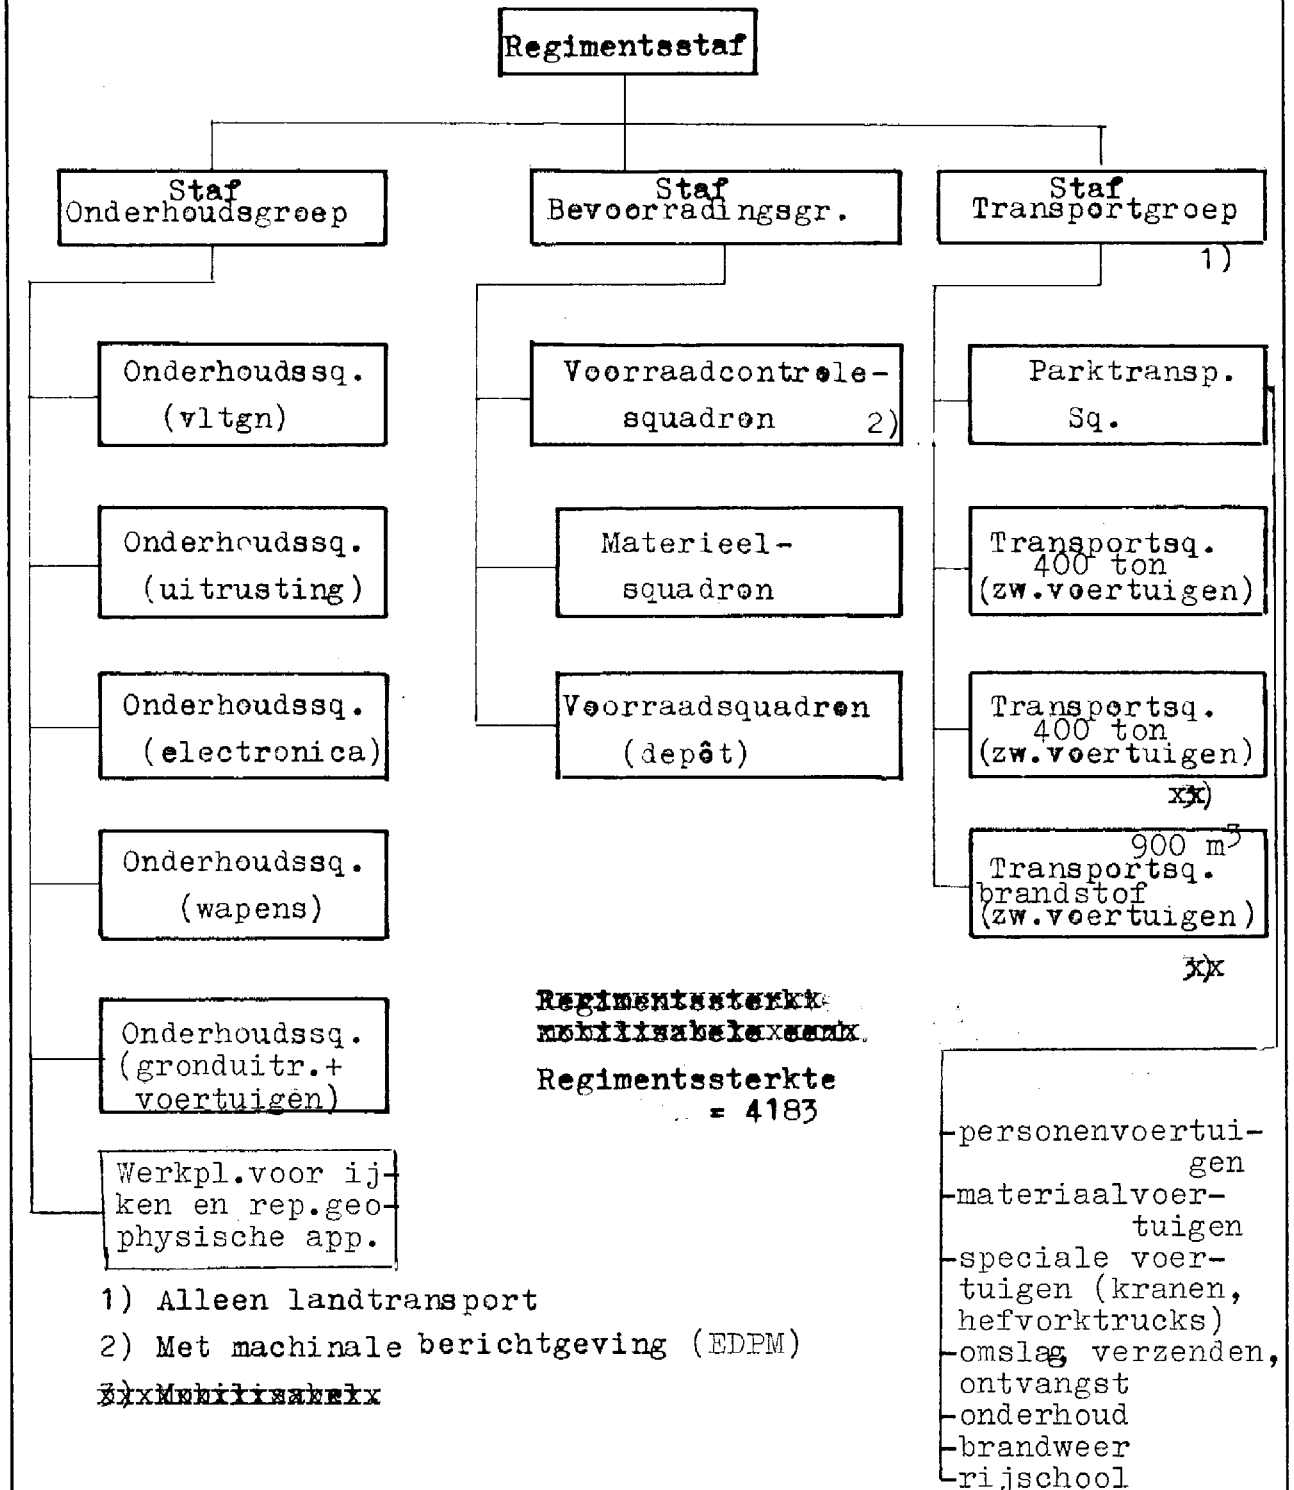 Regimentsstaf
Staf
Onderhoudsgroep
Staf
Bevoorradingsgr.
Staf
Transportgroep
1)
Onderhoudssq.
(vltgn)
Onderhoudssq.
(uitrusting)
Onderhoudssq.
(electronica)
Onderhoudssq.
(wapens)
Onderhoudssq.
(gronduitr.+
voertuigen)
Werkpl.voor ij-
ken en rep.geo-
physische app.
Voorraadcontrole-
squadron 2)
Materieel-
squadron
Voorraadsquadron
(depôt)
Parktransp.
Sq.
Transportsq.
400 ton
(zw.voertuigen)
Transportsq.
400 ton
(zw.voertuigen)
900 m³
Transportsq.
brandstof
(zw.voertuigen)
Regimentssterkte
= 4183
-personenvoertui-
gen
-materiaalvoer-
tuigen
-speciale voer-
tuigen (kranen,
hefvorktrucks)
-omslag, verzenden,
ontvangst
-onderhoud
-brandweer
-rijschool
1) Alleen landtransport
2) Met machinale berichtgeving (EDPM)